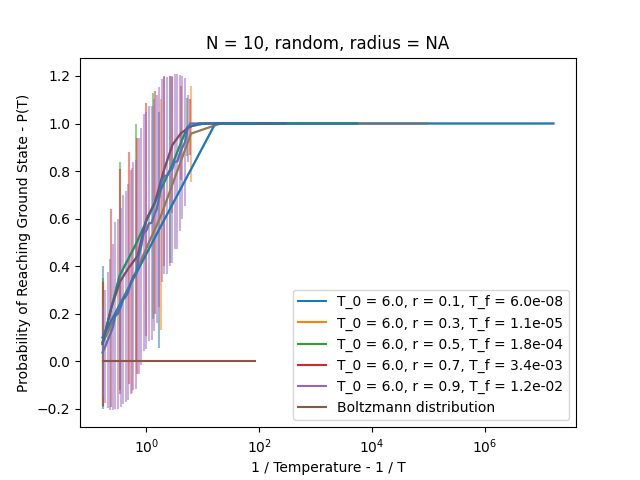 N = 10, random, radius = NA
Probability of Reaching Ground State - P(T)
1.2
1.0
0.8
0.6
0.4
0.2
0.0
−0.2
T_0 = 6.0, r = 0.1, T_f = 6.0e-08
T_0 = 6.0, r = 0.3, T_f = 1.1e-05
T_0 = 6.0, r = 0.5, T_f = 1.8e-04
T_0 = 6.0, r = 0.7, T_f = 3.4e-03
T_0 = 6.0, r = 0.9, T_f = 1.2e-02
Boltzmann distribution
10⁰ 10² 10⁴ 10⁶
1 / Temperature - 1 / T